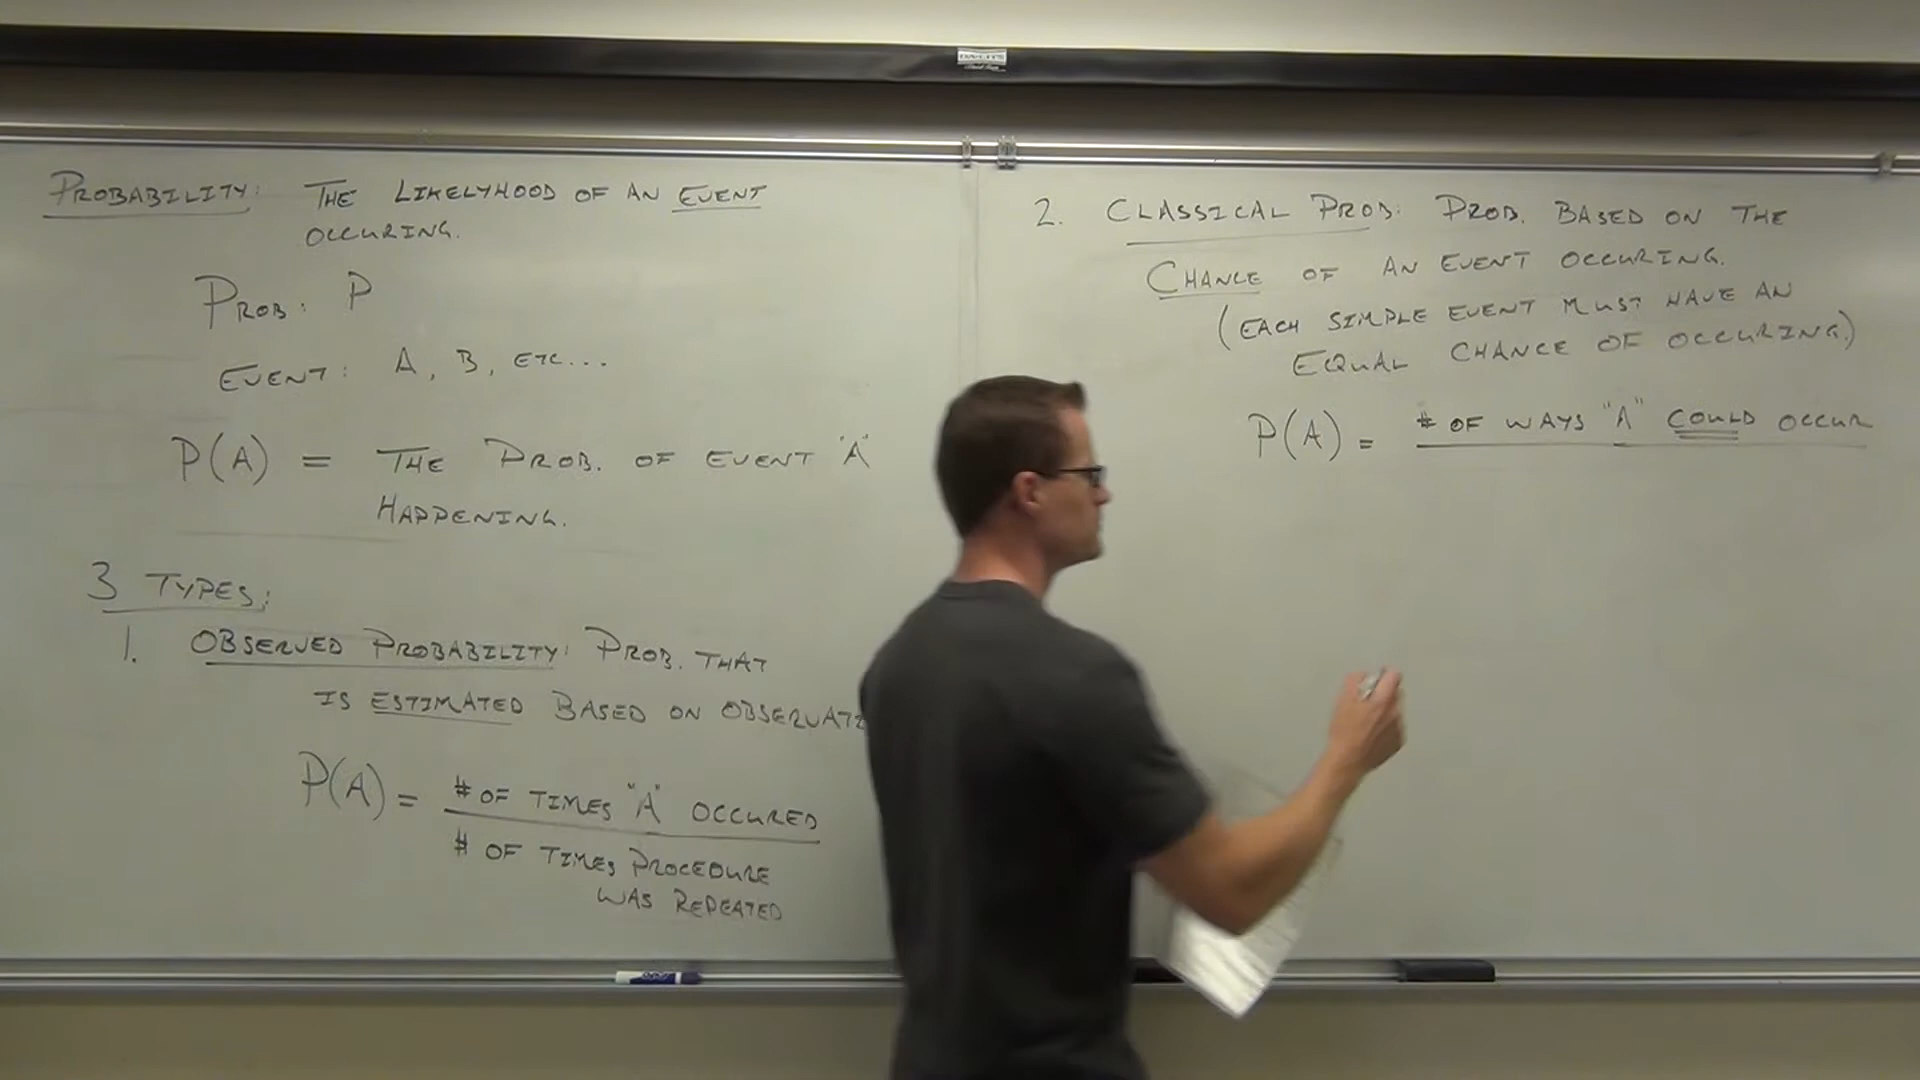 PROBABILITY: THE LIKELYHOOD OF AN EVENT
OCCURING.
PROB: P
EVENT: A, B, ETC...
P(A) = THE PROB. OF EVENT "A"
HAPPENING.
3 TYPES:
1. OBSERVED PROBABILITY: PROB. THAT
IS ESTIMATED BASED ON
P(A) = # OF TIMES "A" OCCURED
# OF TIMES PROCEDURE
WAS REPEATED
2. CLASSICAL PROB: PROB. BASED ON THE
CHANCE OF AN EVENT OCCURING.
(EACH SIMPLE EVENT MUST HAVE AN
EQUAL CHANCE OF OCCURING.)
P(A) = # OF WAYS "A" COULD OCCUR